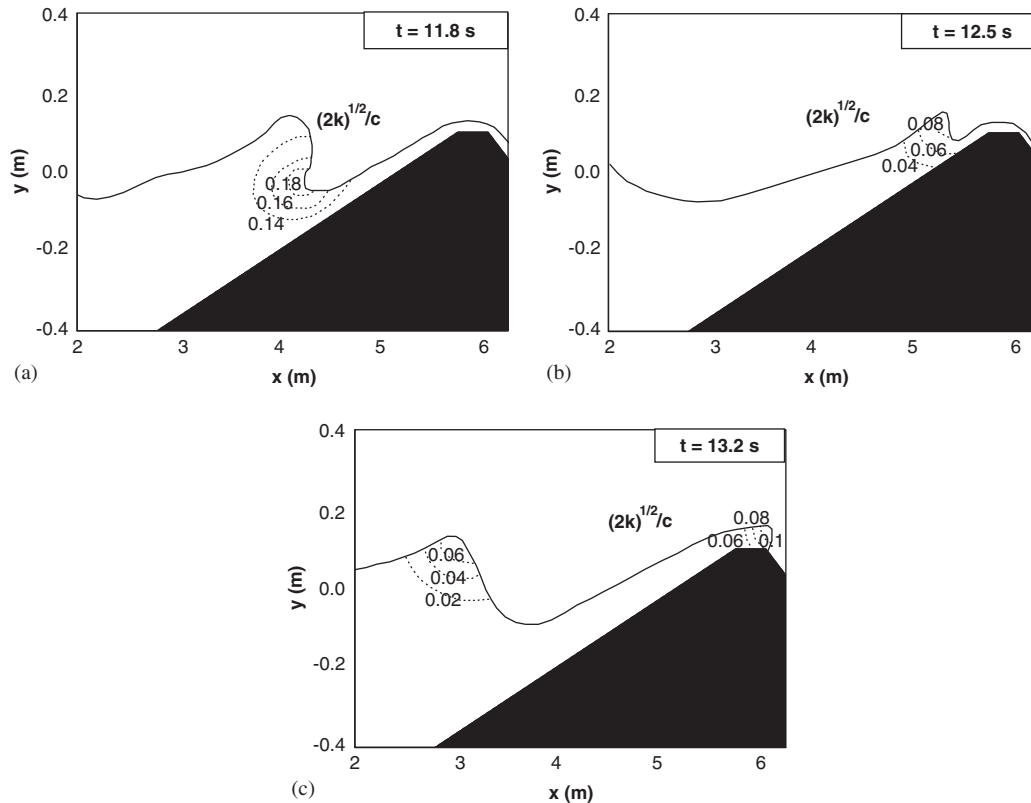 0.4
t = 11.8 s
0.2
(2k)^1/2/c
y (m)
0.0
0.18
0.16
0.14
-0.2
-0.4
2 3 4 5 6
(a)
x (m)
0.4
t = 12.5 s
0.2
(2k)^1/2/c
0.08
y (m)
0.0
0.06
0.04
-0.2
-0.4
2 3 4 5 6
(b)
x (m)
0.4
t = 13.2 s
0.2
(2k)^1/2/c
0.08
0.06 0.1
0.06
y (m)
0.0
0.04
0.02
-0.2
-0.4
2 3 4 5 6
(c)
x (m)